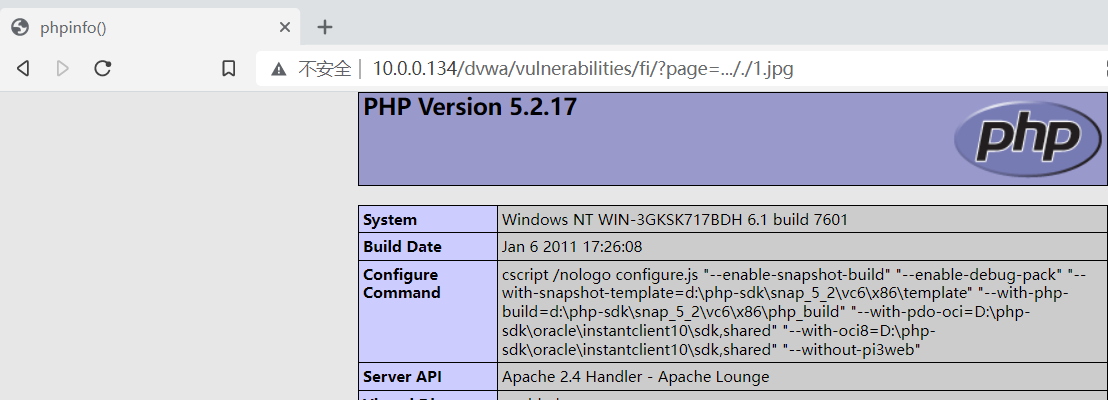 phpinfo()
不安全 | 10.0.0.134/dvwa/vulnerabilities/fi/?page=..././1.jpg
PHP Version 5.2.17
php
System
Windows NT WIN-3GKSK717BDH 6.1 build 7601
Build Date
Jan 6 2011 17:26:08
Configure
Command
cscript /nologo configure.js "--enable-snapshot-build" "--enable-debug-pack" "--
with-snapshot-template=d:\php-sdk\snap_5_2\vc6\x86\template" "--with-php-
build=d:\php-sdk\snap_5_2\vc6\x86\php_build" "--with-pdo-oci=D:\php-
sdk\oracle\instantclient10\sdk,shared" "--with-oci8=D:\php-
sdk\oracle\instantclient10\sdk,shared" "--without-pi3web"
Server API
Apache 2.4 Handler - Apache Lounge